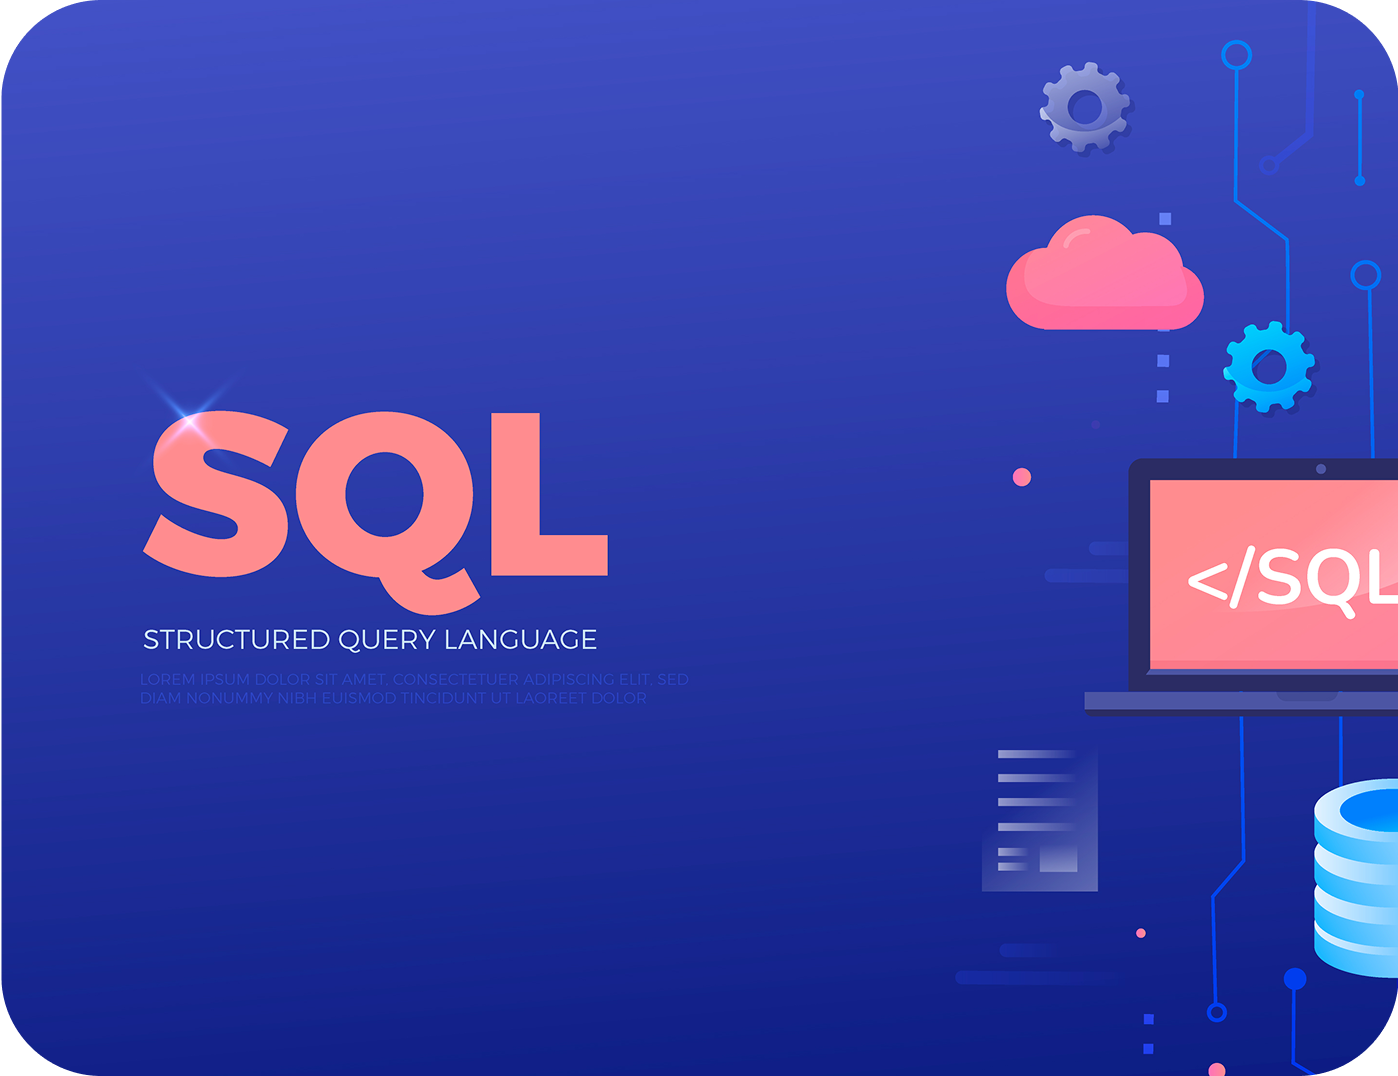 SQL
STRUCTURED QUERY LANGUAGE
LOREM IPSUM DOLOR SIT AMET, CONSECTETUER ADIPISCING ELIT, SED
DIAM NONUMMY NIBH EUISMOD TINCIDUNT UT LAOREET DOLOR
</SQL